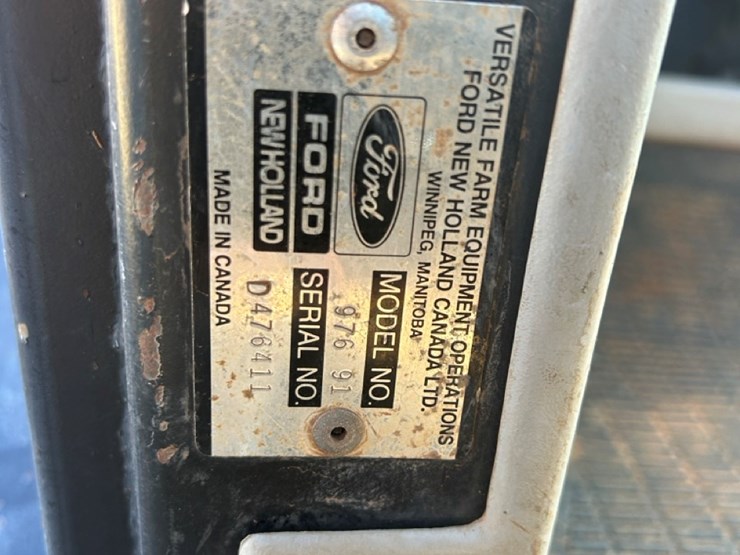 VERSATILE FARM EQUIPMENT OPERATIONS
FORD NEW HOLLAND CANADA LTD.
WINNIPEG, MANITOBA
Ford
MODEL NO.
976 91
FORD
NEW HOLLAND
SERIAL NO.
D476411
MADE IN CANADA